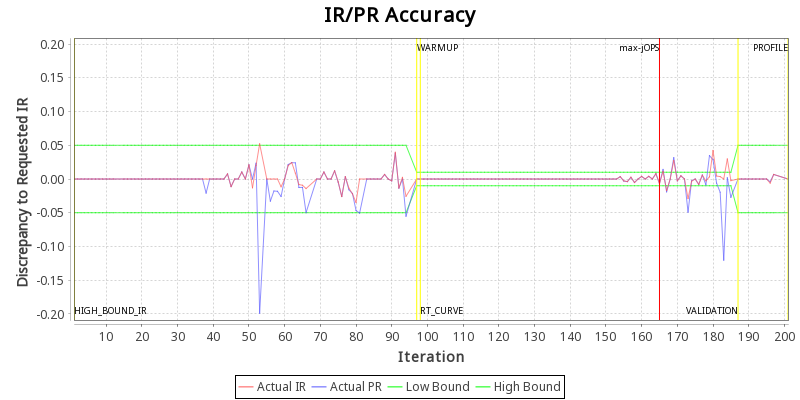 IR/PR Accuracy
Discrepancy to Requested IR
0.20
0.15
0.10
0.05
0.00
-0.05
-0.10
-0.15
-0.20
WARMUP
max-jOPS
PROFILE
HIGH_BOUND_IR
RT_CURVE
VALIDATION
10 20 30 40 50 60 70 80 90 100 110 120 130 140 150 160 170 180 190 200
Iteration
Actual IR Actual PR Low Bound High Bound